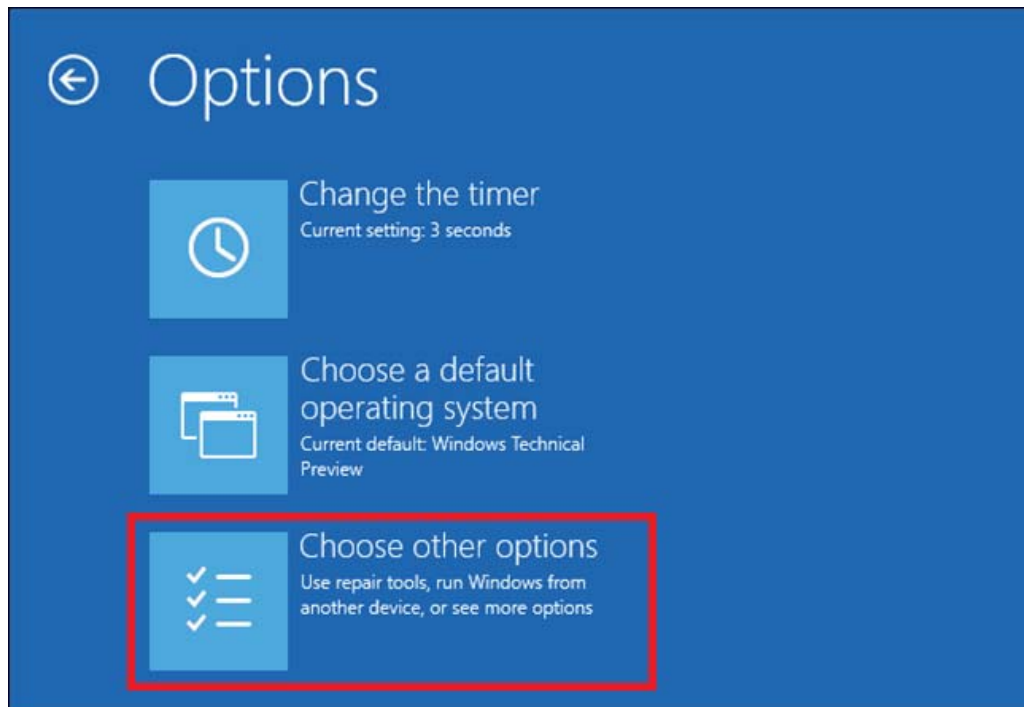 Options
Change the timer
Current setting: 3 seconds
Choose a default
operating system
Current default: Windows Technical
Preview
Choose other options
Use repair tools, run Windows from
another device, or see more options